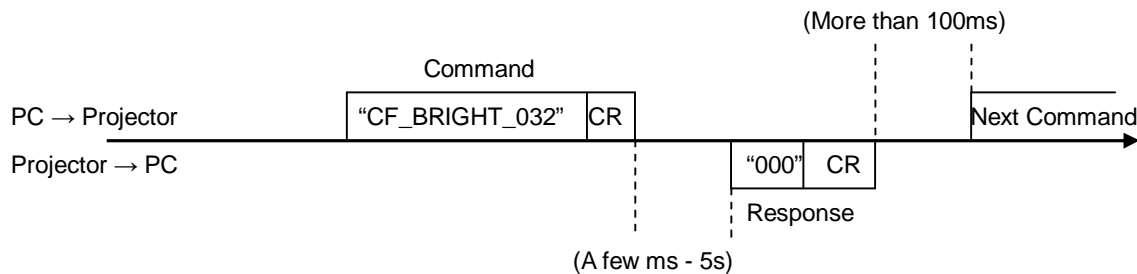 (More than 100ms)
Command
PC → Projector
“CF_BRIGHT_032” CR
Next Command
Projector → PC
“000” CR
Response
(A few ms - 5s)